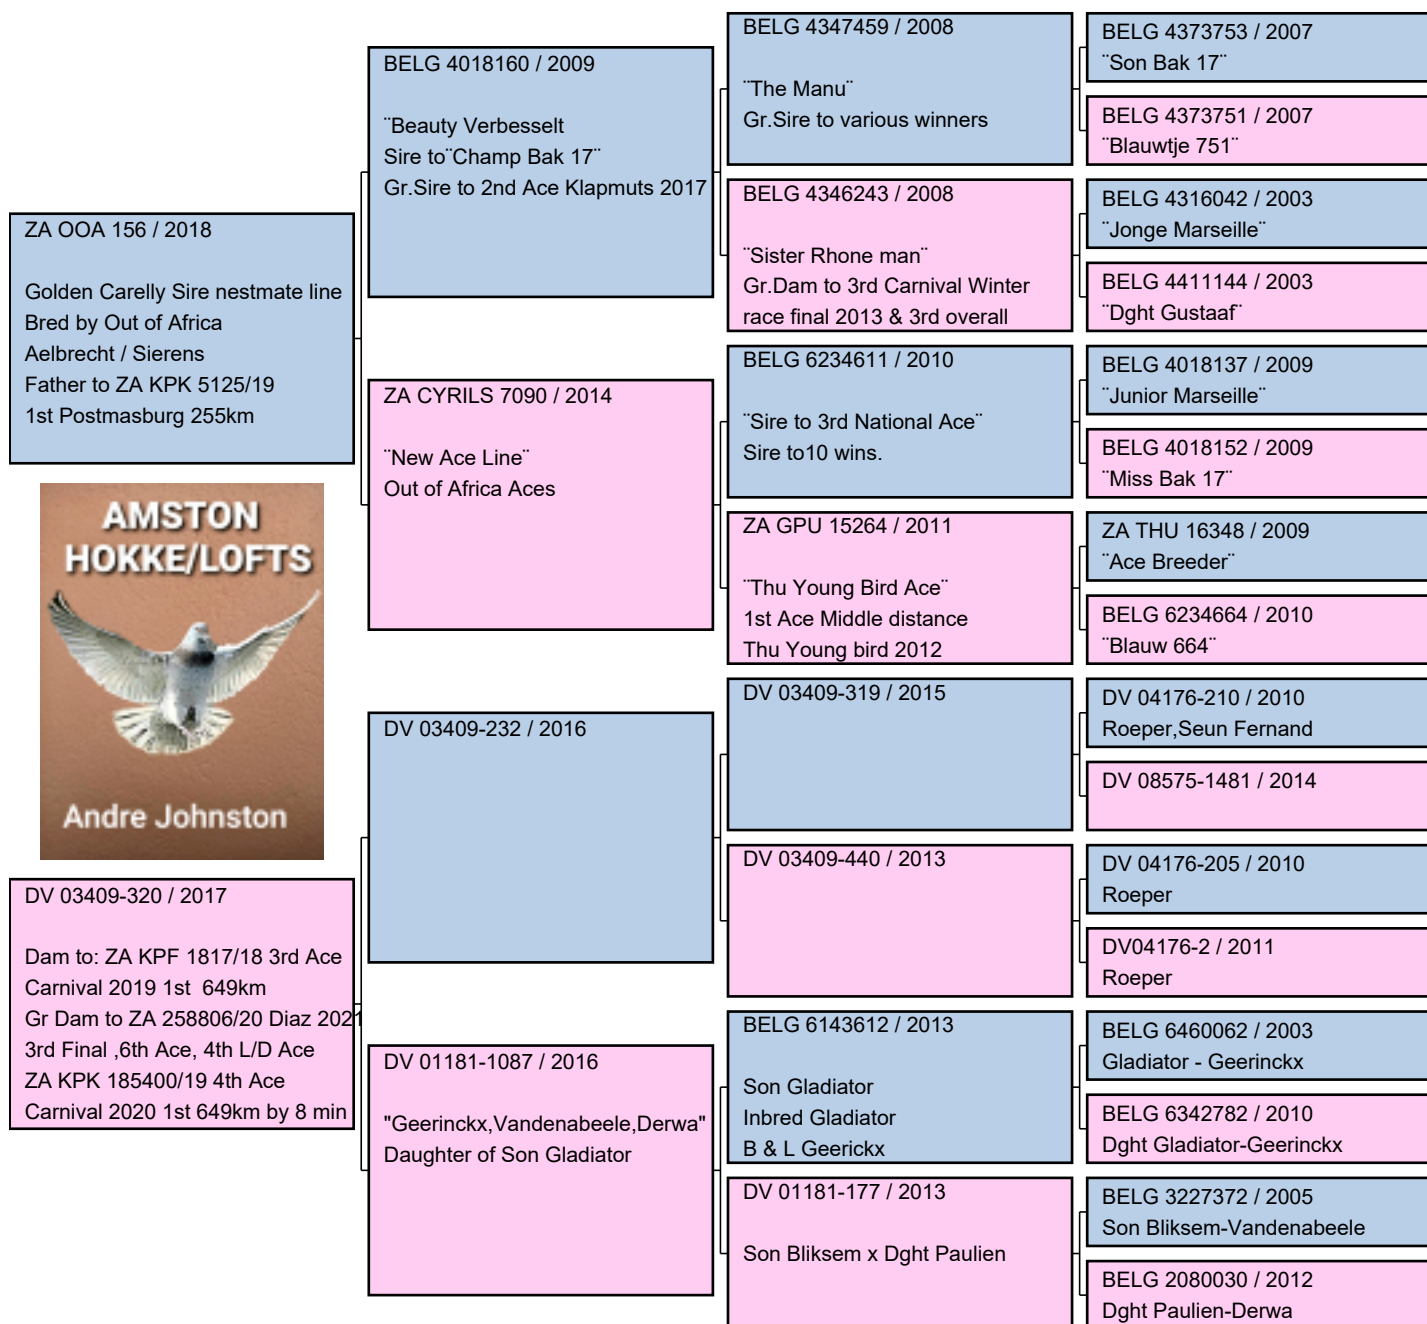 ZA OOA 156 / 2018
Golden Carelly Sire nestmate line
Bred by Out of Africa
Aelbrecht / Sierens
Father to ZA KPK 5125/19
1st Postmasburg 255km
AMSTON
HOKKE/LOFTS
Andre Johnston
DV 03409-320 / 2017
Dam to: ZA KPF 1817/18 3rd Ace
Carnival 2019 1st  649km
Gr Dam to ZA 258806/20 Diaz 2021
3rd Final ,6th Ace, 4th L/D Ace
ZA KPK 185400/19 4th Ace
Carnival 2020 1st 649km by 8 min
BELG 4018160 / 2009
¨Beauty Verbesselt
Sire to¨Champ Bak 17¨
Gr.Sire to 2nd Ace Klapmuts 2017
ZA CYRILS 7090 / 2014
¨New Ace Line¨
Out of Africa Aces
DV 03409-232 / 2016
DV 01181-1087 / 2016
"Geerinckx,Vandenabeele,Derwa"
Daughter of Son Gladiator
BELG 4347459 / 2008
¨The Manu¨
Gr.Sire to various winners
BELG 4346243 / 2008
¨Sister Rhone man¨
Gr.Dam to 3rd Carnival Winter
race final 2013 & 3rd overall
BELG 6234611 / 2010
¨Sire to 3rd National Ace¨
Sire to10 wins.
ZA GPU 15264 / 2011
¨Thu Young Bird Ace¨
1st Ace Middle distance
Thu Young bird 2012
DV 03409-319 / 2015
DV 03409-440 / 2013
BELG 6143612 / 2013
Son Gladiator
Inbred Gladiator
B & L Geerickx
DV 01181-177 / 2013
Son Bliksem x Dght Paulien
BELG 4373753 / 2007
¨Son Bak 17¨
BELG 4373751 / 2007
¨Blauwtje 751¨
BELG 4316042 / 2003
¨Jonge Marseille¨
BELG 4411144 / 2003
¨Dght Gustaaf¨
BELG 4018137 / 2009
¨Junior Marseille¨
BELG 4018152 / 2009
¨Miss Bak 17¨
ZA THU 16348 / 2009
¨Ace Breeder¨
BELG 6234664 / 2010
¨Blauw 664¨
DV 04176-210 / 2010
Roeper,Seun Fernand
DV 08575-1481 / 2014
DV 04176-205 / 2010
Roeper
DV04176-2 / 2011
Roeper
BELG 6460062 / 2003
Gladiator - Geerinckx
BELG 6342782 / 2010
Dght Gladiator-Geerinckx
BELG 3227372 / 2005
Son Bliksem-Vandenabeele
BELG 2080030 / 2012
Dght Paulien-Derwa